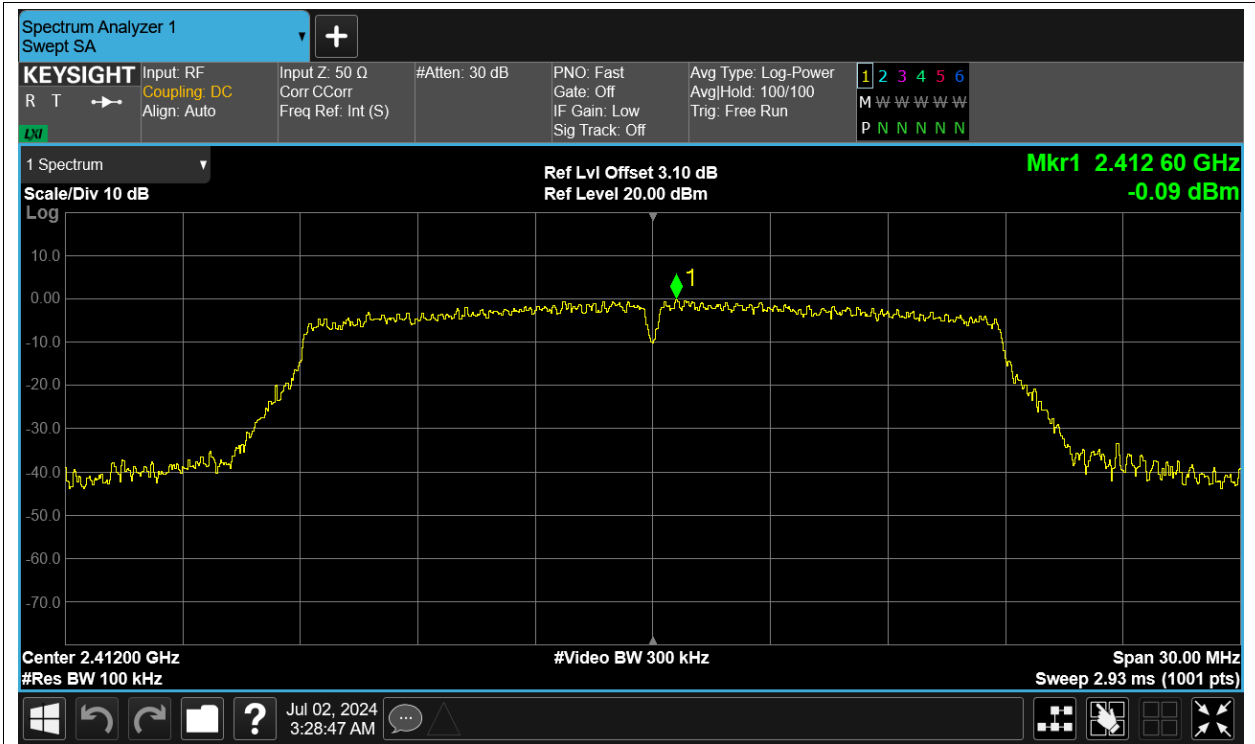 Spectrum Analyzer 1
Swept SA
+
KEYSIGHT
R T
LXI
Input: RF
Coupling: DC
Align: Auto
Input Z: 50 Ω
Corr CCorr
Freq Ref: Int (S)
#Atten: 30 dB
PNO: Fast
Gate: Off
IF Gain: Low
Sig Track: Off
Avg Type: Log-Power
Avg|Hold: 100/100
Trig: Free Run
1 2 3 4 5 6
M W W W W W
P N N N N N
1 Spectrum
Scale/Div 10 dB
Log
Ref Lvl Offset 3.10 dB
Ref Level 20.00 dBm
Mkr1 2.412 60 GHz
-0.09 dBm
1
10.0
0.00
-10.0
-20.0
-30.0
-40.0
-50.0
-60.0
-70.0
Center 2.41200 GHz
#Res BW 100 kHz
#Video BW 300 kHz
Span 30.00 MHz
Sweep 2.93 ms (1001 pts)
?
Jul 02, 2024
3:28:47 AM